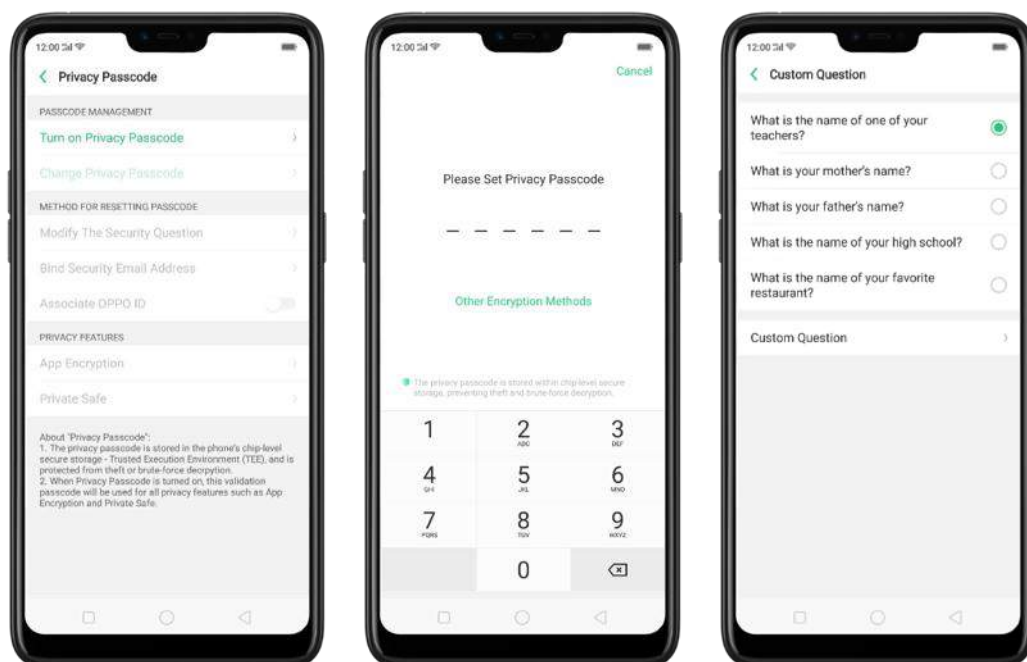 12:00
Privacy Passcode
PASSCODE MANAGEMENT
Turn on Privacy Passcode
Change Privacy Passcode
METHOD FOR RESETTING PASSCODE
Modify The Security Question
Bind Security Email Address
Associate OPPO ID
PRIVACY FEATURES
App Encryption
Private Safe
About "Privacy Passcode":
1. The privacy passcode is stored in the phone's chip-level
secure storage - Trusted Execution Environment (TEE), and is
protected from theft or brute-force decrpytion.
2. When Privacy Passcode is turned on, this validation
passcode will be used for all privacy features such as App
Encryption and Private Safe.
12:00
Cancel
Please Set Privacy Passcode
Other Encryption Methods
The privacy passcode is stored within chip-level secure
storage, preventing theft and brute-force decryption.
1 2 3
ABC DEF
4 5 6
GHI JKL MNO
7 8 9
PQRS TUV WXYZ
0
12:00
Custom Question
What is the name of one of your
teachers?
What is your mother's name?
What is your father's name?
What is the name of your high school?
What is the name of your favorite
restaurant?
Custom Question